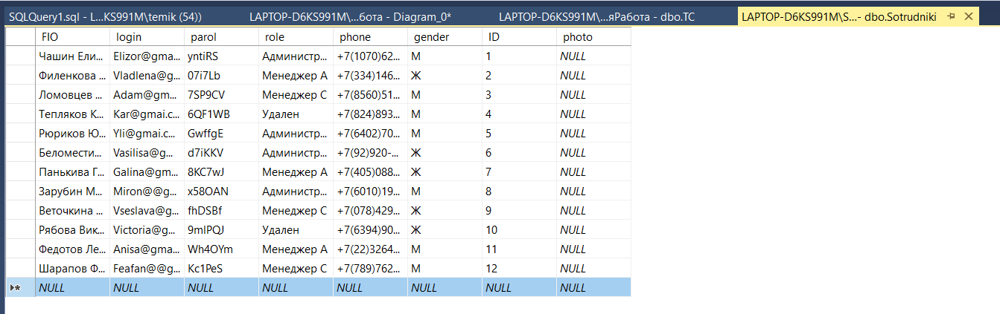 SQLQuery1.sql - L...KS991M\temik (54)) LAPTOP-D6KS991M\...бота - Diagram_0* LAPTOP-D6KS991M\...яРабота - dbo.TC LAPTOP-D6KS991M\S...- dbo.Sotrudniki
FIO login parol role phone gender ID photo
Чашин Ели... Elizor@gma... yntiRS Администр... +7(1070)62... М 1 NULL
Филенкова ... Vladlena@g... 07i7Lb Менеджер А +7(334)146... Ж 2 NULL
Ломовцев ... Adam@gm... 7SP9CV Менеджер С +7(8560)51... М 3 NULL
Тепляков К... Kar@gmai.c... 6QF1WB Удален +7(824)893... М 4 NULL
Рюриков Ю... Yli@gmai.c... GwffgE Администр... +7(6402)70... М 5 NULL
Беломести... Vasilisa@g... d7iKKV Администр... +7(92)920-... Ж 6 NULL
Панькива Г... Galina@gm... 8KC7wJ Менеджер А +7(405)088... Ж 7 NULL
Зарубин М... Miron@@g... x58OAN Администр... +7(6010)19... М 8 NULL
Веточкина ... Vseslava@g... fhDSBf Менеджер С +7(078)429... Ж 9 NULL
Рябова Вик... Victoria@g... 9mlPQJ Удален +7(6394)90... Ж 10 NULL
Федотов Ле... Anisa@gma... Wh4OYm Менеджер А +7(22)3264... М 11 NULL
Шарапов Ф... Feafan@@g... Kc1PeS Менеджер С +7(789)762... М 12 NULL
NULL NULL NULL NULL NULL NULL NULL NULL